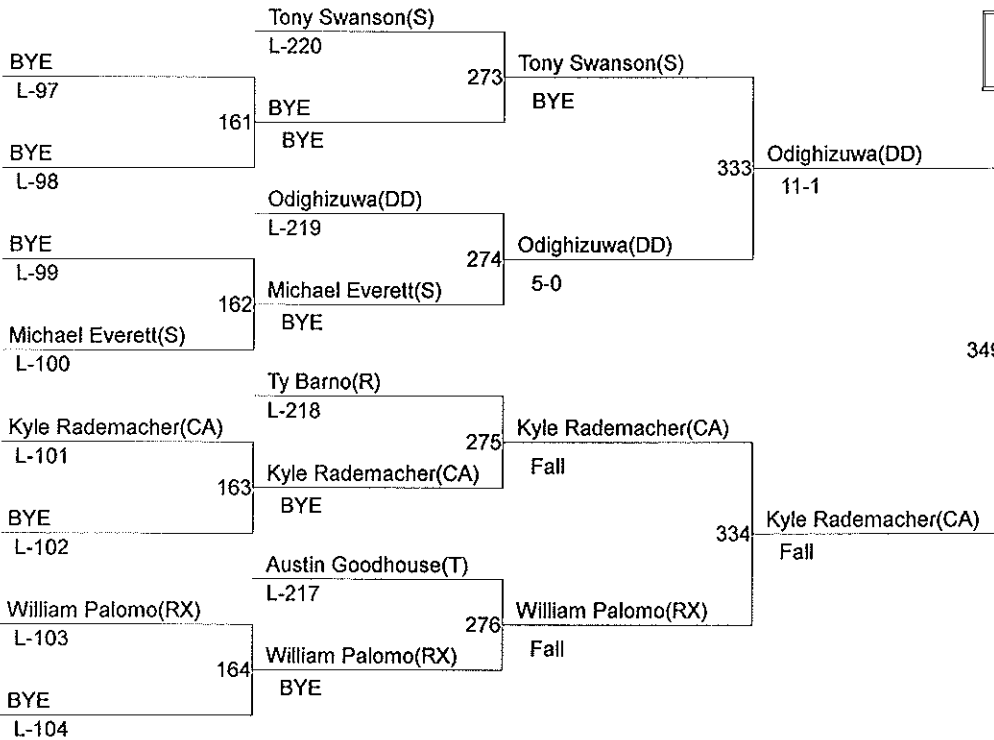 Tony Swanson(S)
L-220
BYE
L-97
273
Tony Swanson(S)
BYE
161
BYE
BYE
BYE
L-98
333
Odighizuwa(DD)
11-1
Odighizuwa(DD)
L-219
BYE
L-99
274
Odighizuwa(DD)
5-0
162
Michael Everett(S)
BYE
Michael Everett(S)
L-100
349
Ty Barno(R)
L-218
Kyle Rademacher(CA)
L-101
275
Kyle Rademacher(CA)
Fall
163
Kyle Rademacher(CA)
BYE
BYE
L-102
334
Kyle Rademacher(CA)
Fall
Austin Goodhouse(T)
L-217
William Palomo(RX)
L-103
276
William Palomo(RX)
Fall
164
William Palomo(RX)
BYE
BYE
L-104